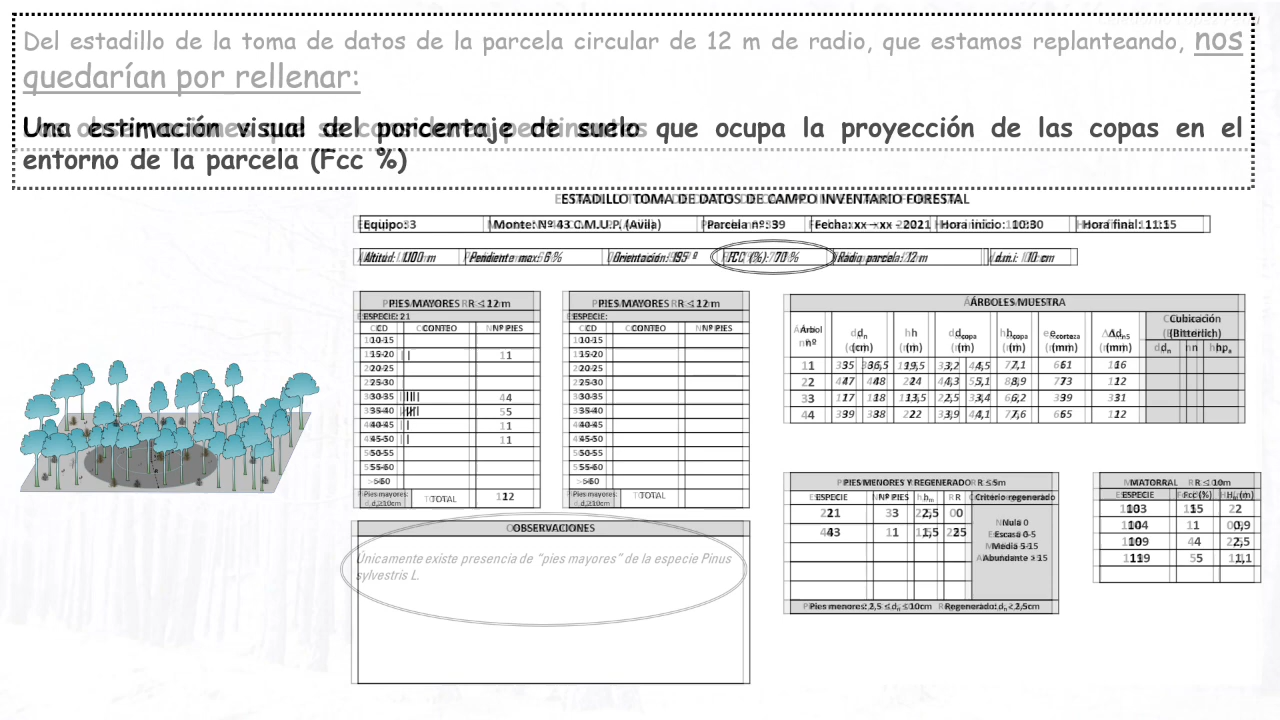 Del estadillo de la toma de datos de la parcela circular de 12 m de radio, que estamos replanteando, nos
quedarían por rellenar:
Una estimación visual del porcentaje de suelo que ocupa la proyección de las copas en el
entorno de la parcela (Fcc %)
ESTADILLO TOMA DE DATOS DE CAMPO INVENTARIO FORESTAL
Equipo: 3 Monte: Nº 43 C.M.U.P. (Avila) Parcela nº: 39 Fecha: xx – xx - 2021 Hora inicio: 10:30 Hora final: 11:15
Altitud: m Pendiente max: 6 % Orientación: 195 º FCC (%): 70 % Radio parcela: 12 m d.m.i: 10 cm
PIES MAYORES R ≤ 12 m
ESPECIE: 21
CD CONTEO Nº PIES
10-15
15-20 | 1
20-25
25-30
30-35 |||| 4
35-40 5
40-45 | 1
45-50 | 1
50-55
55-60
>60
Pies mayores: d≥10cm TOTAL 12
PIES MAYORES R ≤ 12 m
ESPECIE:
CD CONTEO Nº PIES
10-15
15-20
20-25
25-30
30-35
35-40
40-45
45-50
50-55
55-60
>60
Pies mayores: d≥10cm TOTAL
ÁRBOLES MUESTRA
Árbol nº dn (cm) h (m) dcopa (m) hcopa (m) ecorteza (mm) Δdn5 (mm) Cubicación (Bitterlich)
dn h hpa
1 35 36,5 19,5 3,2 4,5 7,1 61 16
2 47 48 24 4,3 5,1 8,9 73 12
3 17 18 13,5 2,5 3,4 6,2 39 31
4 39 38 22 3,9 4,1 7,6 65 12
OBSERVACIONES
Únicamente existe presencia de “pies mayores” de la especie Pinus
sylvestris L.
PIES MENORES Y REGENERADO R ≤ 5m
ESPECIE Nº PIES hm R Criterio regenerado
21 3 2,5 0
43 1 1,5 25
Nula 0
Escasa 0-5
Media 5-15
Abundante >15
Pies menores: 2,5 ≤ dn ≤ 10cm Regenerado: dn > 2,5cm
MATORRAL R ≤ 10m
ESPECIE Fcc (%) Hm (m)
103 15 2
104 1 0,9
109 4 2,5
119 5 1,1